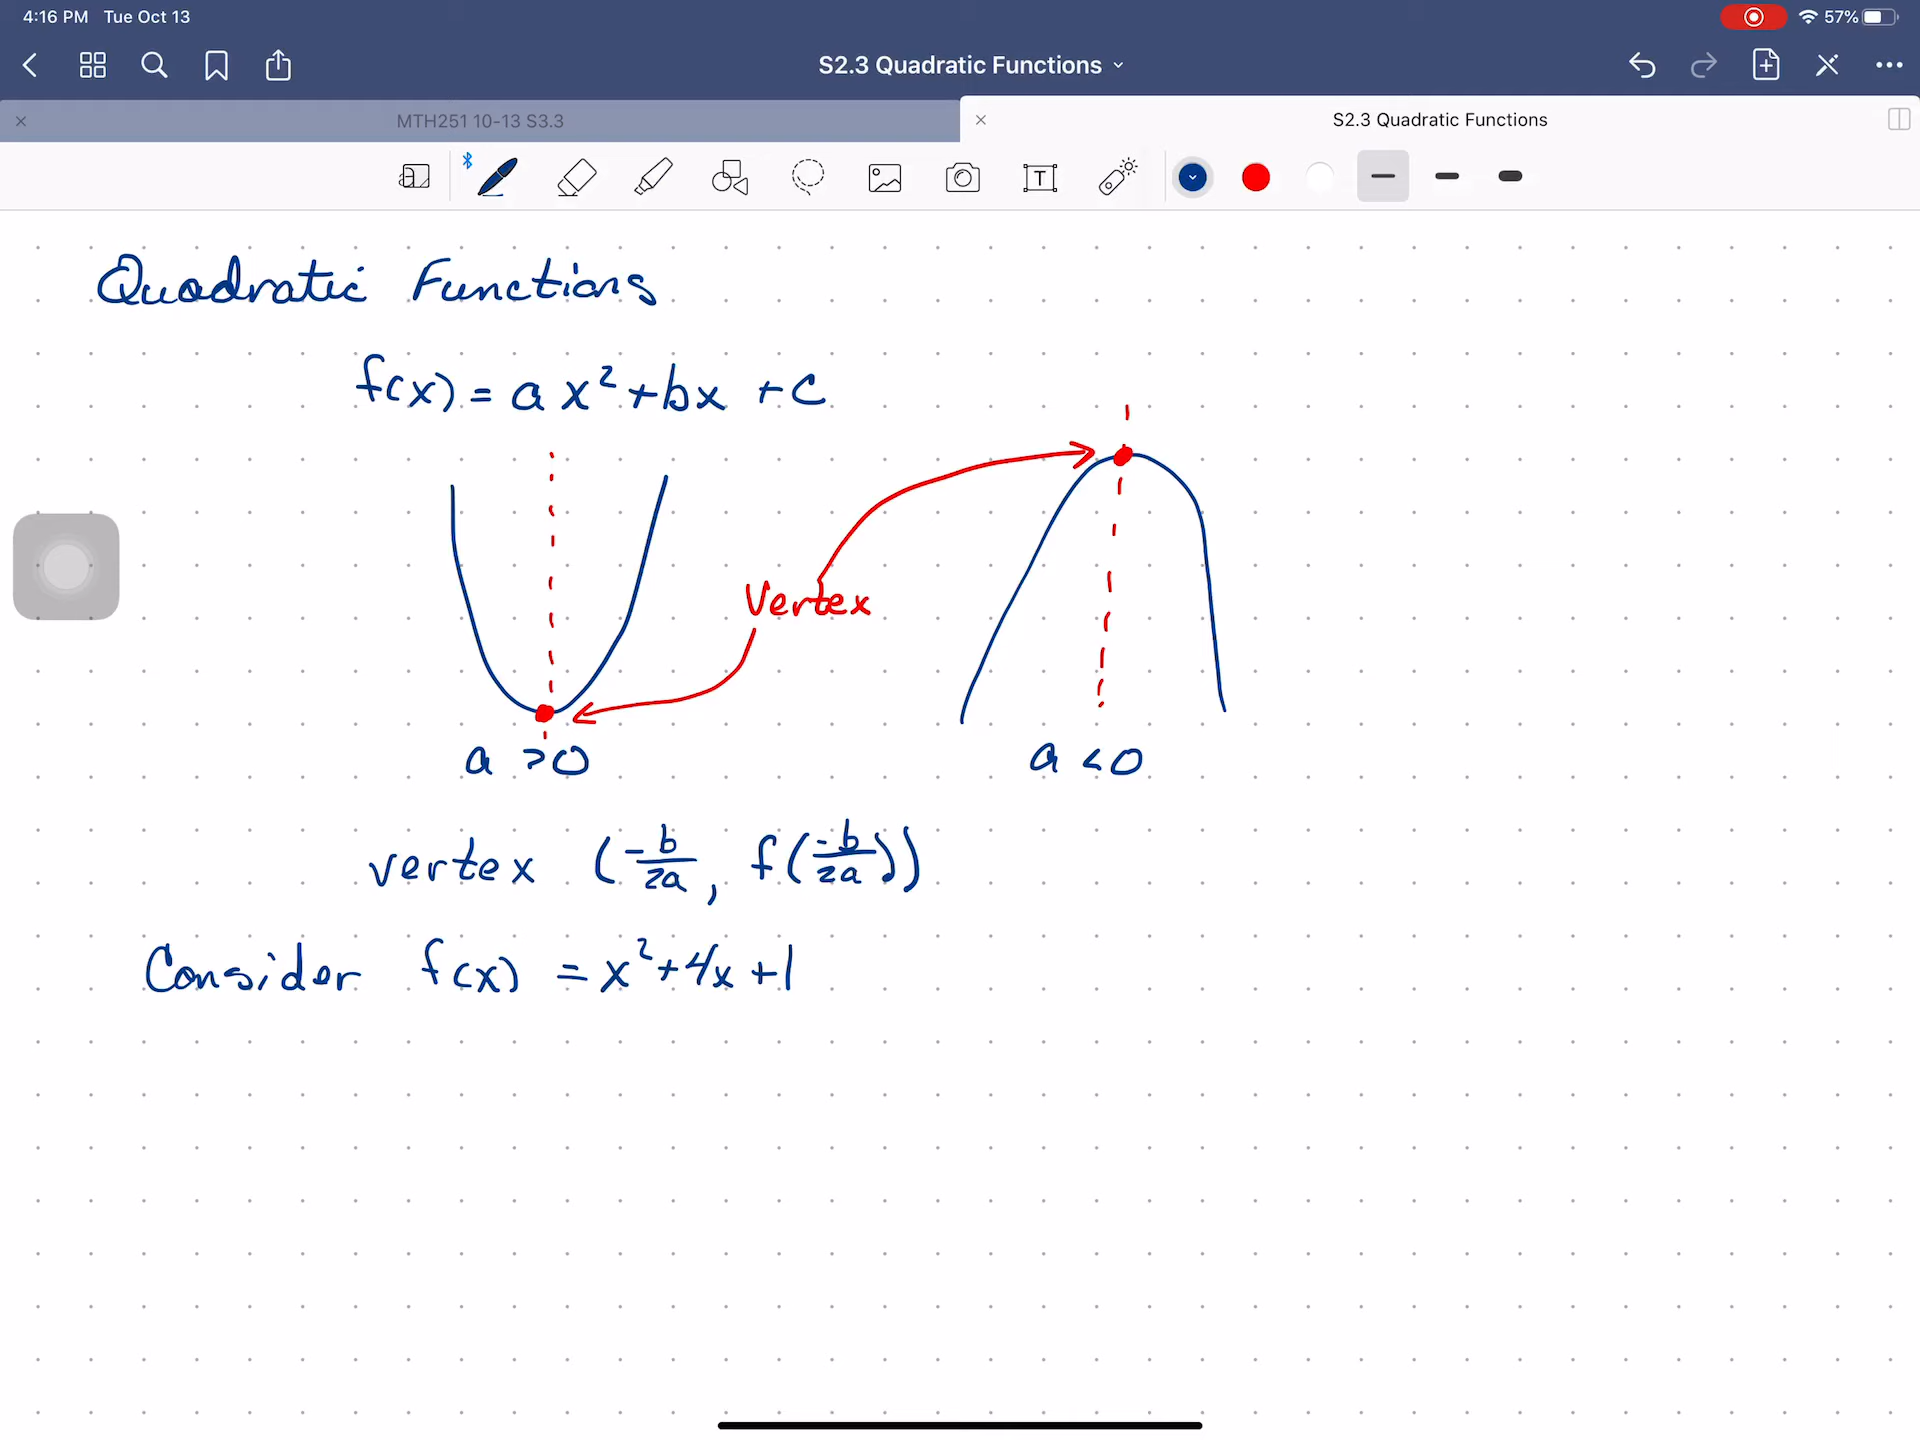 4:16 PM Tue Oct 13
57%
S2.3 Quadratic Functions
MTH251 10-13 S3.3
S2.3 Quadratic Functions
Quadratic Functions
f(x) = ax² + bx + c
Vertex
a > 0
a < 0
vertex (-b/2a, f(-b/2a))
Consider f(x) = x² + 4x + 1